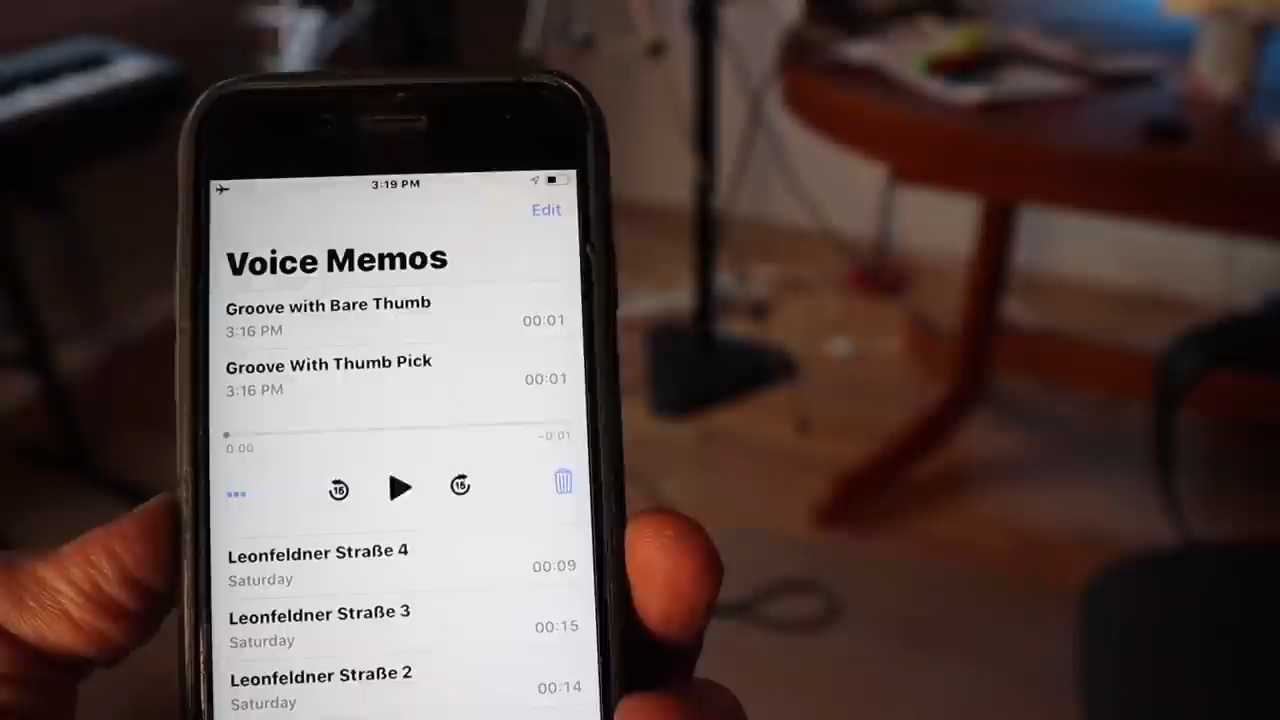 3:19 PM
Edit
Voice Memos
Groove with Bare Thumb
3:16 PM
00:01
Groove With Thumb Pick
3:16 PM
00:01
0:00
-0:01
15
15
Leonfeldner Straße 4
Saturday
00:09
Leonfeldner Straße 3
Saturday
00:15
Leonfeldner Straße 2
Saturday
00:14